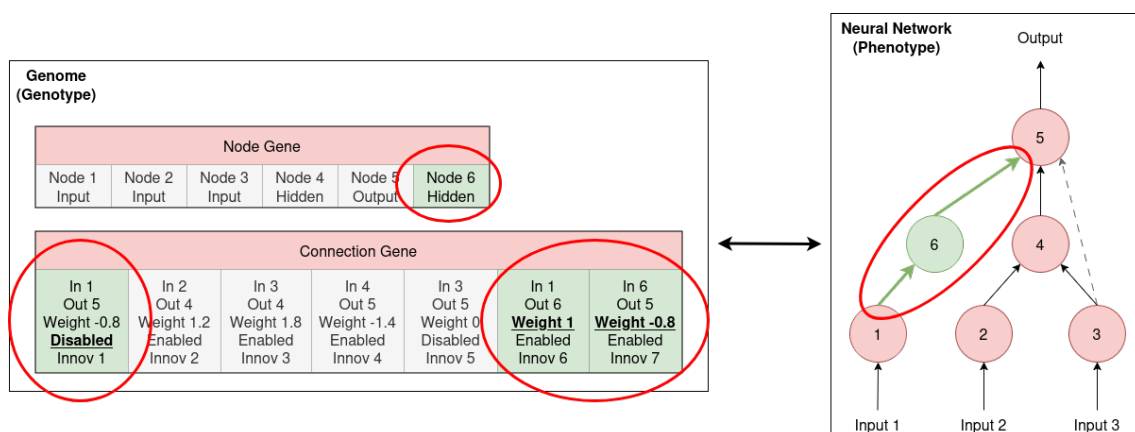 Genome
(Genotype)
Node Gene
Node 1
Input
Node 2
Input
Node 3
Input
Node 4
Hidden
Node 5
Output
Node 6
Hidden
Connection Gene
In 1
Out 5
Weight -0.8
Disabled
Innov 1
In 2
Out 4
Weight 1.2
Enabled
Innov 2
In 3
Out 4
Weight 1.8
Enabled
Innov 3
In 4
Out 5
Weight -1.4
Enabled
Innov 4
In 3
Out 5
Weight 0
Disabled
Innov 5
In 1
Out 6
Weight 1
Enabled
Innov 6
In 6
Out 5
Weight -0.8
Enabled
Innov 7
Neural Network
(Phenotype)
Output
5
6
4
1
2
3
Input 1
Input 2
Input 3